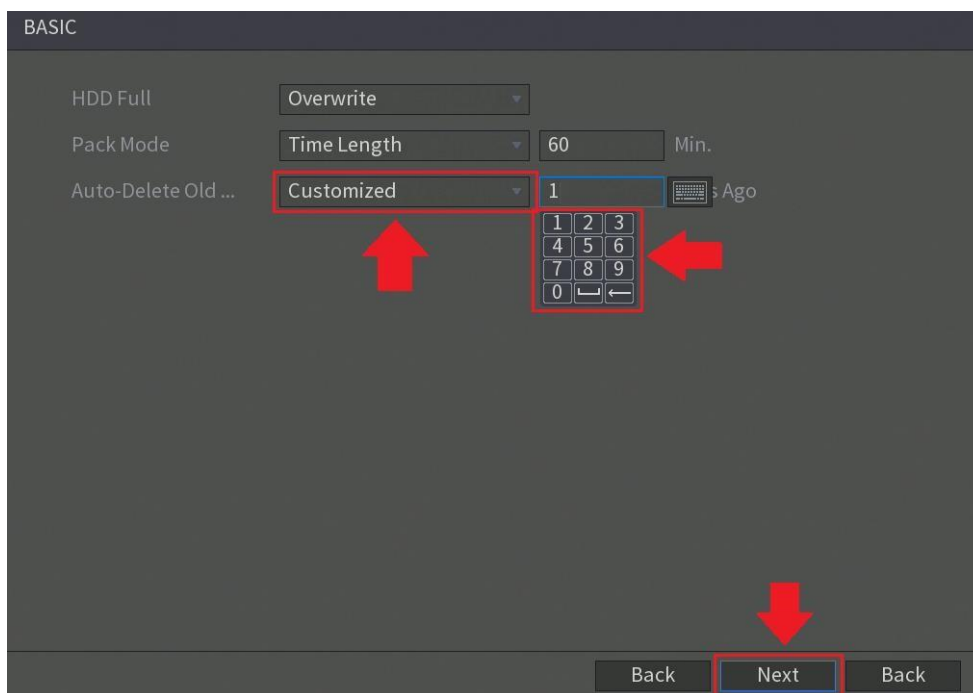 BASIC
HDD Full Overwrite
Pack Mode Time Length 60 Min.
Auto-Delete Old ... Customized 1 s Ago
1 2 3
4 5 6
7 8 9
0
Back Next Back